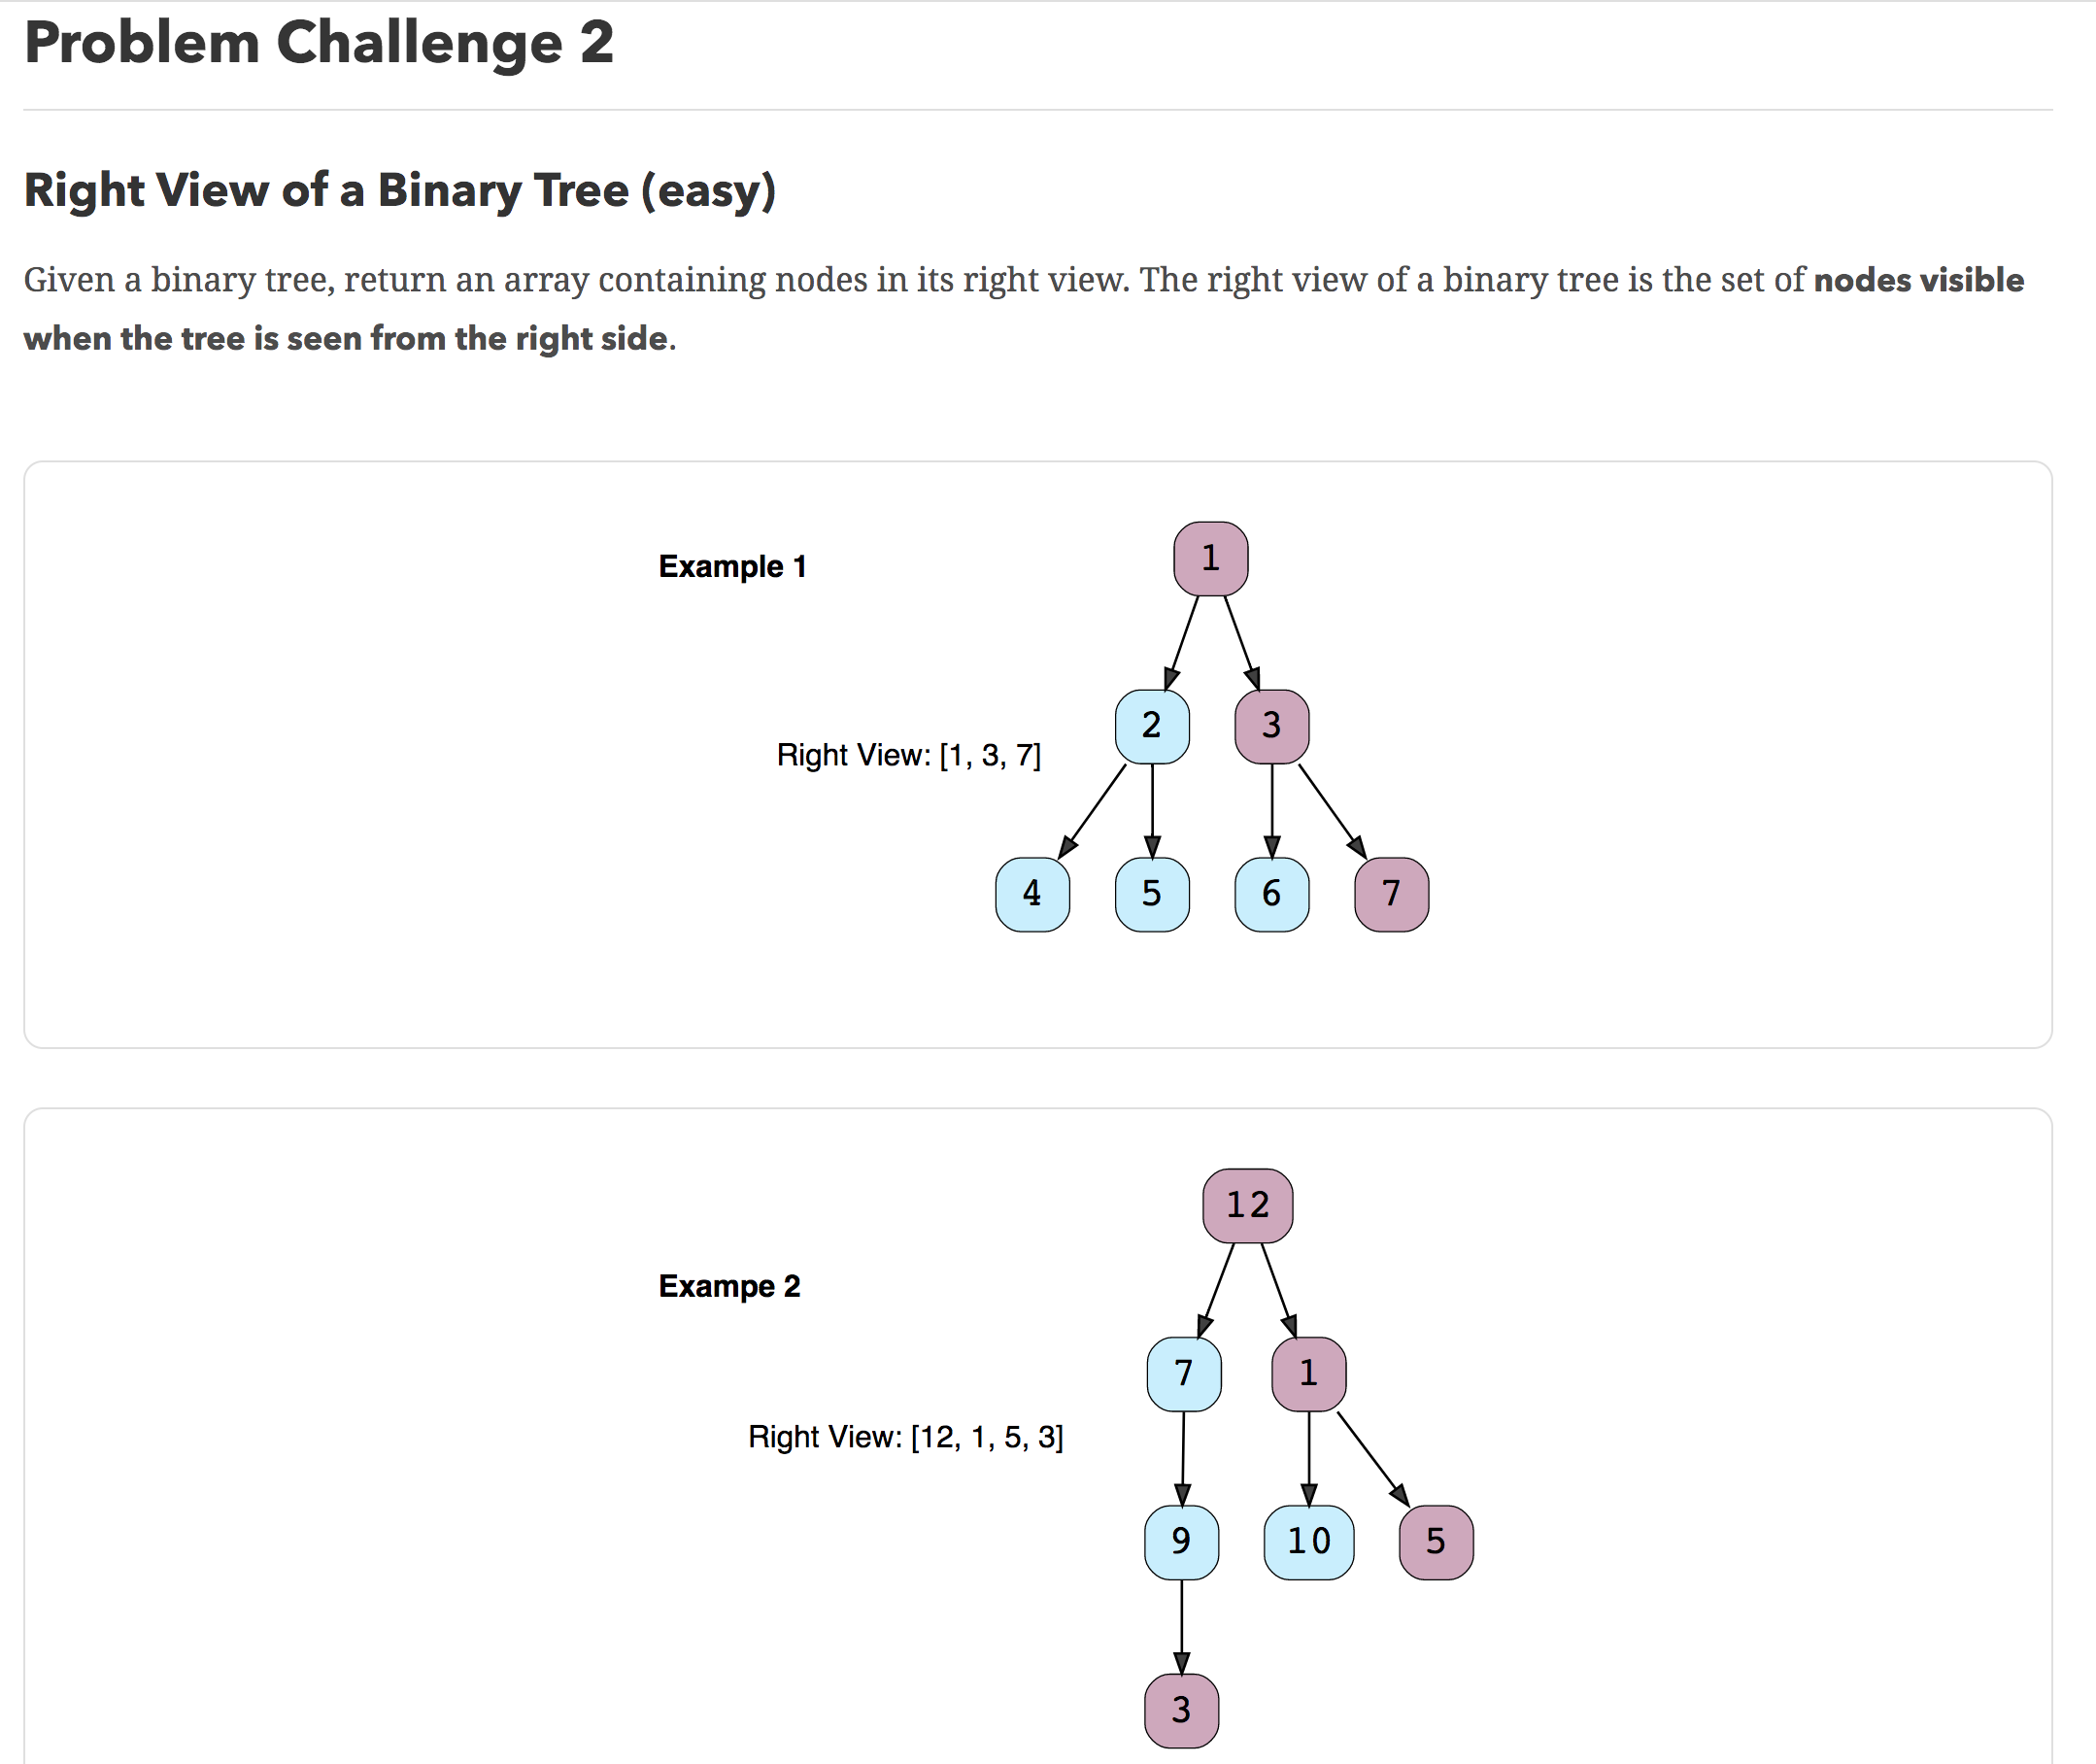 Problem Challenge 2
Right View of a Binary Tree (easy)
Given a binary tree, return an array containing nodes in its right view. The right view of a binary tree is the set of nodes visible
when the tree is seen from the right side.
Example 1
1
2 3
Right View: [1, 3, 7]
4 5 6 7
12
Exampe 2
7 1
Right View: [12, 1, 5, 3]
9 10 5
3